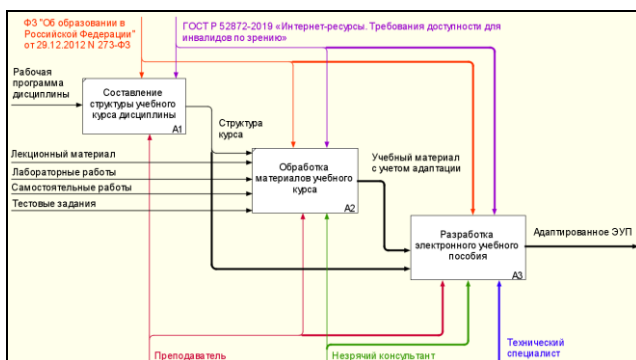 ФЗ "Об образовании в
Российской Федерации"
от 29.12.2012 N 273-ФЗ
ГОСТ Р 52872-2019 «Интернет-ресурсы. Требования доступности для
инвалидов по зрению»
Рабочая
программа
дисциплины
Составление
структуры учебного
курса дисциплины
A1
Структура
курса
Лекционный материал
Лабораторные работы
Самостоятельные работы
Тестовые задания
Обработка
материалов учебного
курса
A2
Учебный материал
с учетом адаптации
Разработка
электронного учебного
пособия
A3
Адаптированное ЭУП
Преподаватель
Незрячий консультант
Технический
специалист